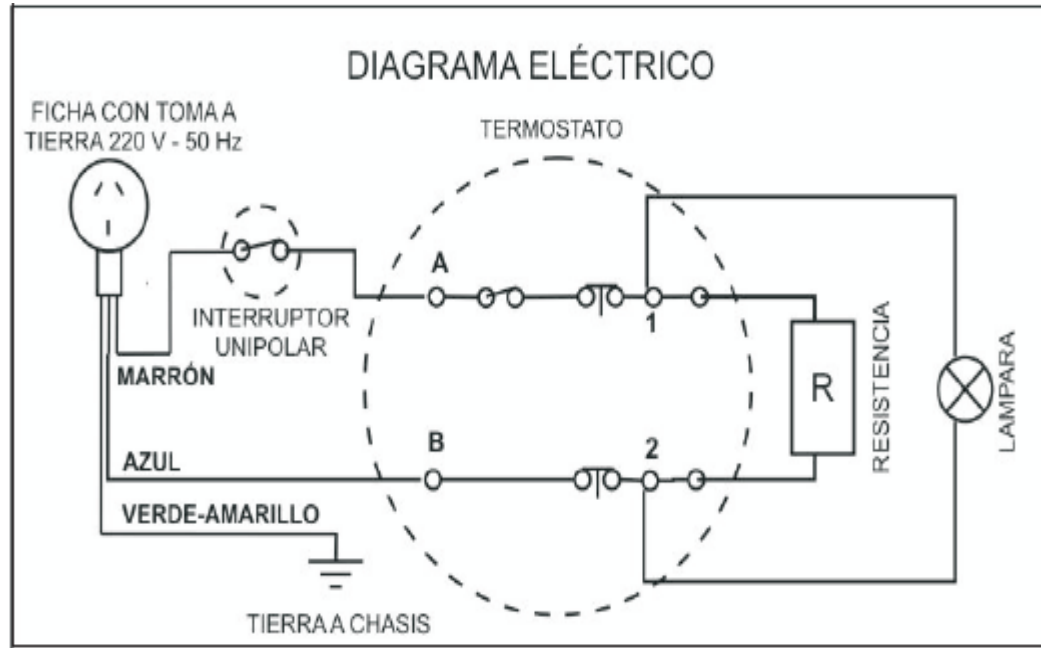 DIAGRAMA ELÉCTRICO
FICHA CON TOMA A
TIERRA 220 V - 50 Hz
TERMOSTATO
A
INTERRUPTOR
UNIPOLAR
1
MARRÓN
R
RESISTENCIA
LAMPARA
B
2
AZUL
VERDE-AMARILLO
TIERRA A CHASIS